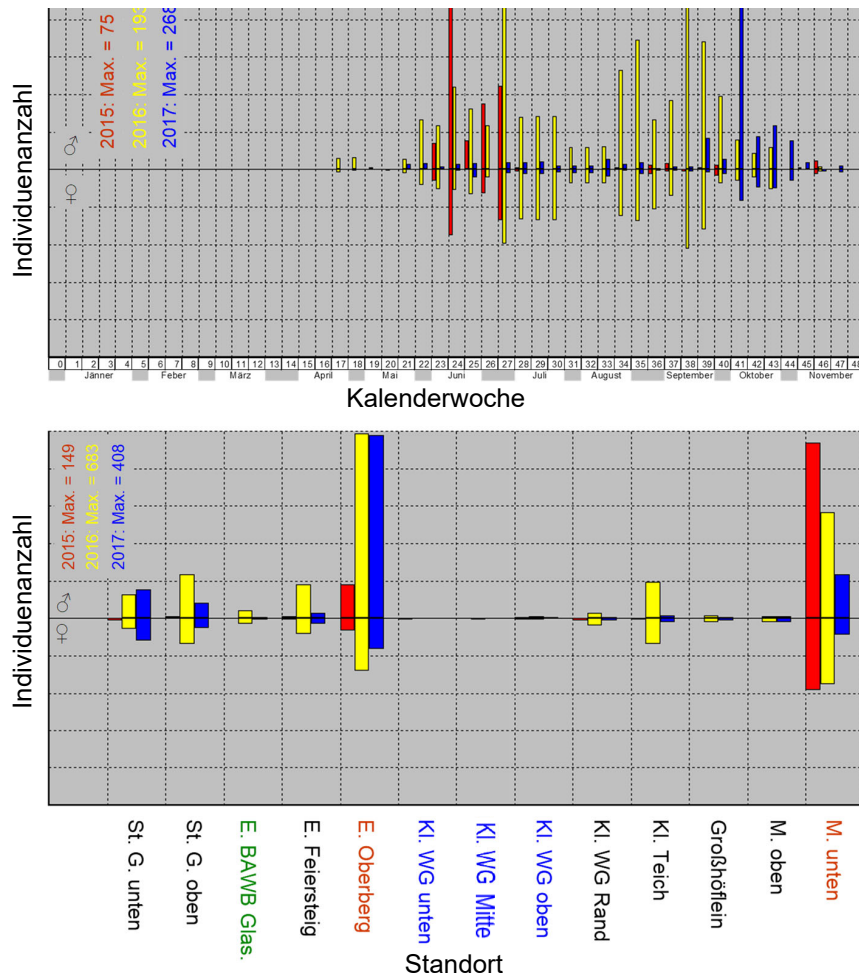 Individuenanzahl
♀ ♂
2015: Max. = 75
2016: Max. = 193
2017: Max. = 268
0 1 2 3 4 5 6 7 8 9 10 11 12 13 14 15 16 17 18 19 20 21 22 23 24 25 26 27 28 29 30 31 32 33 34 35 36 37 38 39 40 41 42 43 44 45 46 47 48
Jänner Feber März April Mai Juni Juli August September Oktober November
Kalenderwoche
Individuenanzahl
♀ ♂
2015: Max. = 149
2016: Max. = 683
2017: Max. = 408
St. G. unten
St. G. oben
E. BAWB Glas.
E. Feiersteig
E. Oberberg
Kl. WG unten
Kl. WG Mitte
Kl. WG oben
Kl. WG Rand
Kl. Teich
Großhöflein
M. oben
M. unten
Standort